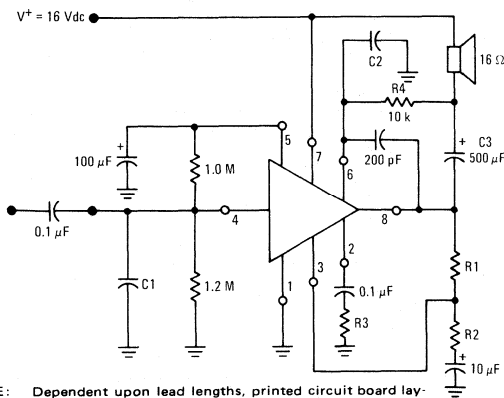 V+ = 16 Vdc
C2
16 Ω
R4
10 k
5
7
C3
500 µF
+
100 µF
+
1.0 M
200 pF
6
4
8
0.1 µF
3
2
R1
C1
1.2 M
1
0.1 µF
R2
R3
+
10 µF
E: Dependent upon lead lengths, printed circuit board lay-